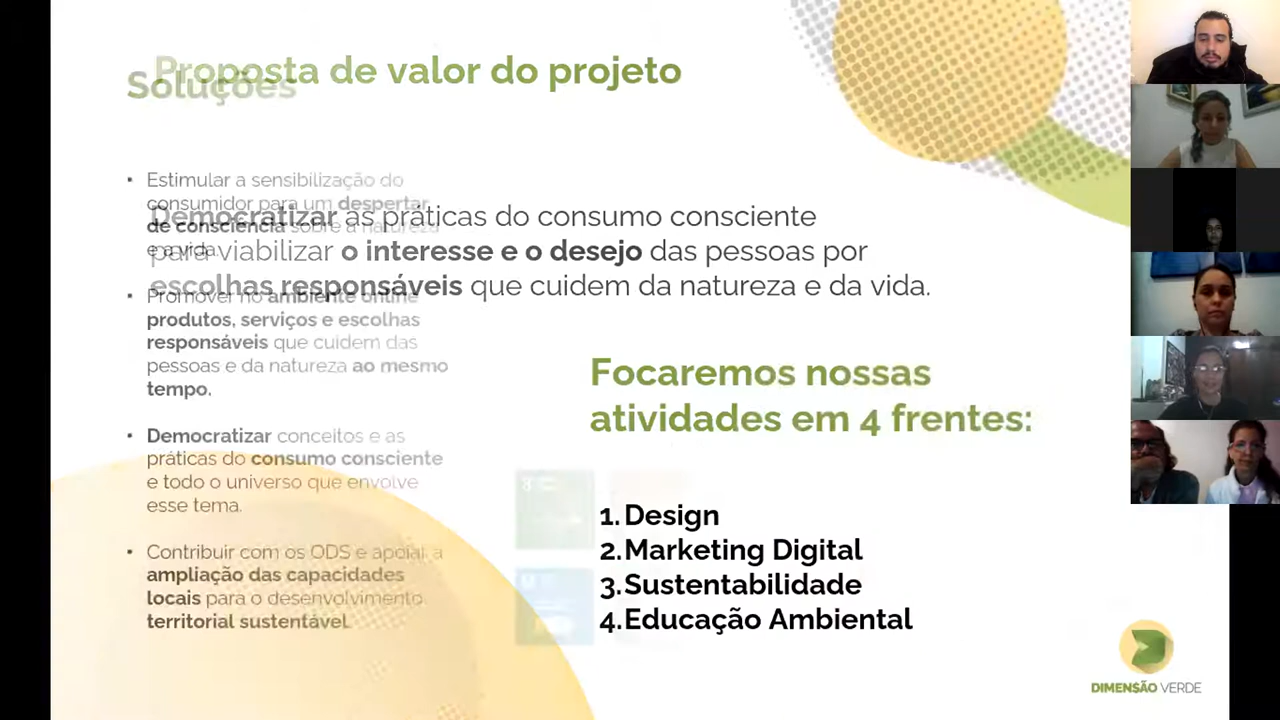 Proposta de valor do projeto
Soluções
Estimular a sensibilização do
consumidor para um despertar
de consciência sobre a natureza
e a vida.
Democratizar as práticas do consumo consciente
para viabilizar o interesse e o desejo das pessoas por
escolhas responsáveis que cuidem da natureza e da vida.
▪ Promover no ambiente online
produtos, serviços e escolhas
responsáveis que cuidem das
pessoas e da natureza ao mesmo
tempo.
▪ Democratizar conceitos e as
práticas do consumo consciente
e todo o universo que envolve
esse tema.
▪ Contribuir com os ODS e apoiar a
ampliação das capacidades
locais para o desenvolvimento
territorial sustentável.
Focaremos nossas
atividades em 4 frentes:
1. Design
2. Marketing Digital
3. Sustentabilidade
4. Educação Ambiental
DIMENSÃO VERDE